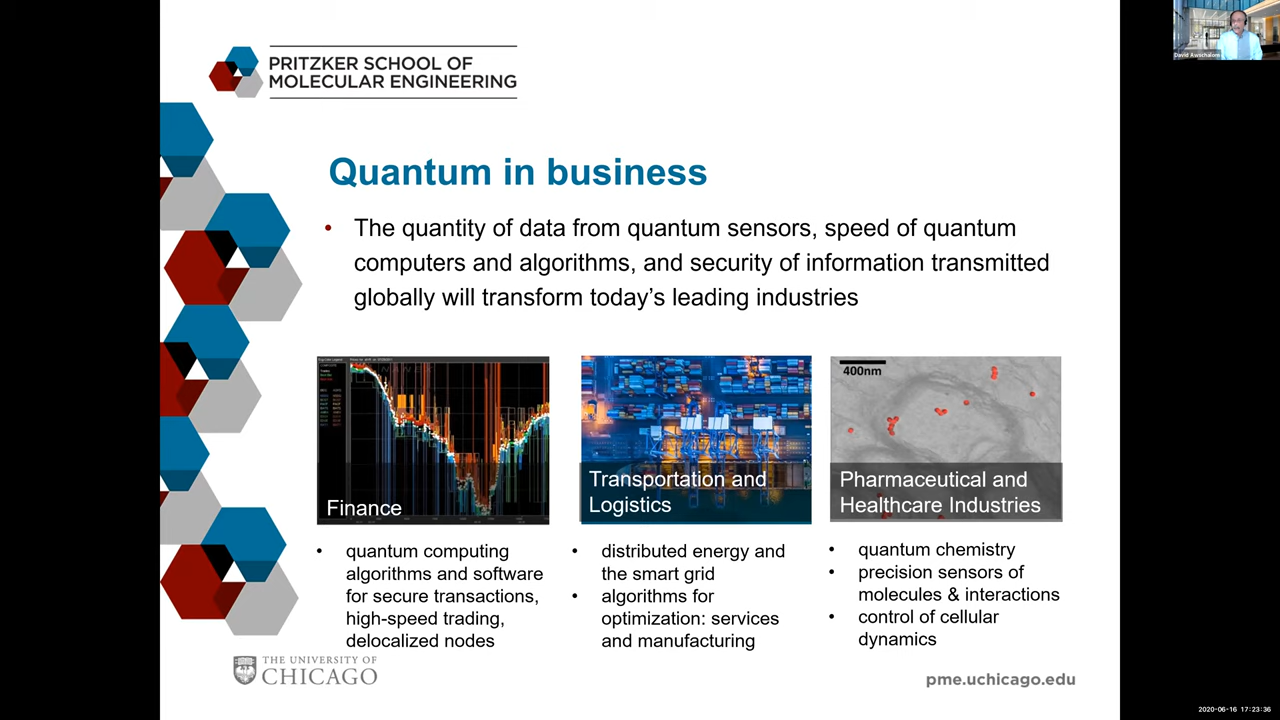 PRITZKER SCHOOL OF
MOLECULAR ENGINEERING
David Awschalom
Quantum in business
• The quantity of data from quantum sensors, speed of quantum
computers and algorithms, and security of information transmitted
globally will transform today's leading industries
Finance
Transportation and
Logistics
400nm
Pharmaceutical and
Healthcare Industries
• quantum computing
algorithms and software
for secure transactions,
high-speed trading,
delocalized nodes
• distributed energy and
the smart grid
• algorithms for
optimization: services
and manufacturing
• quantum chemistry
• precision sensors of
molecules & interactions
• control of cellular
dynamics
THE UNIVERSITY OF
CHICAGO
pme.uchicago.edu
2020-06-16 17:23:36